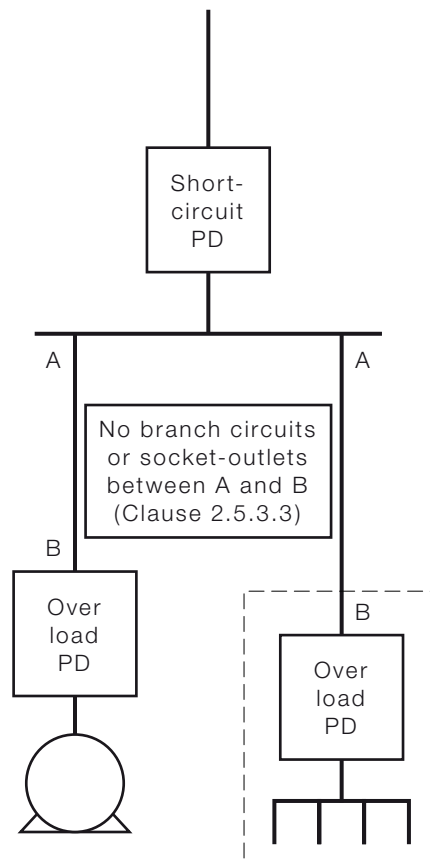 Short-
circuit
PD
A
A
No branch circuits
or socket-outlets
between A and B
(Clause 2.5.3.3)
B
B
Over
load
PD
Over
load
PD